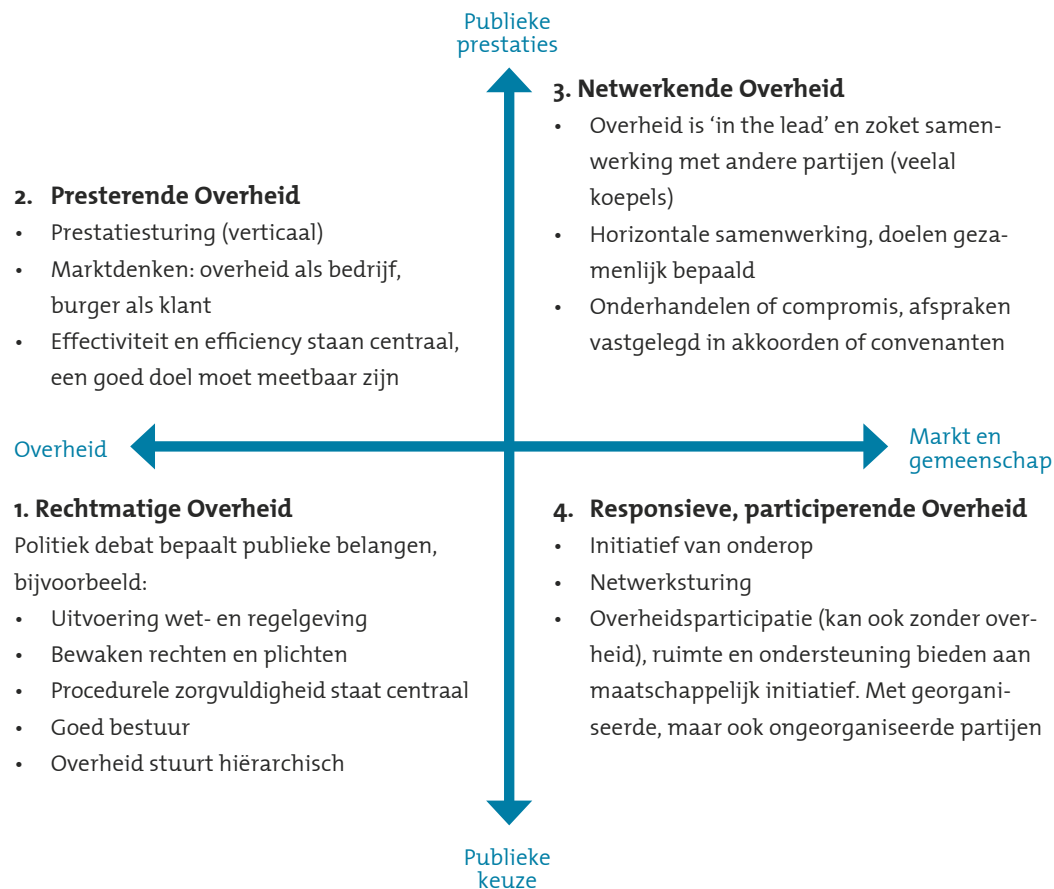 Publieke
prestaties
3. Netwerkende Overheid
• Overheid is ‘in the lead’ en zoket samen-
werking met andere partijen (veelal
koepels)
• Horizontale samenwerking, doelen geza-
menlijk bepaald
• Onderhandelen of compromis, afspraken
vastgelegd in akkoorden of convenanten
2. Presterende Overheid
• Prestatiesturing (verticaal)
• Marktdenken: overheid als bedrijf,
burger als klant
• Effectiviteit en efficiency staan centraal,
een goed doel moet meetbaar zijn
Overheid
Markt en
gemeenschap
1. Rechtmatige Overheid
Politiek debat bepaalt publieke belangen,
bijvoorbeeld:
• Uitvoering wet- en regelgeving
• Bewaken rechten en plichten
• Procedurele zorgvuldigheid staat centraal
• Goed bestuur
• Overheid stuurt hiërarchisch
4. Responsieve, participerende Overheid
• Initiatief van onderop
• Netwerksturing
• Overheidsparticipatie (kan ook zonder over-
heid), ruimte en ondersteuning bieden aan
maatschappelijk initiatief. Met georgani-
seerde, maar ook ongeorganiseerde partijen
Publieke
keuze